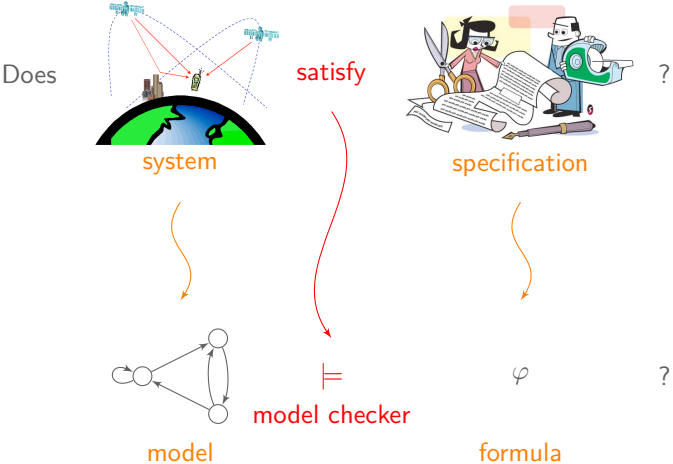 Does
satisfy
?
system
specification
⊨
φ
?
model checker
model
formula